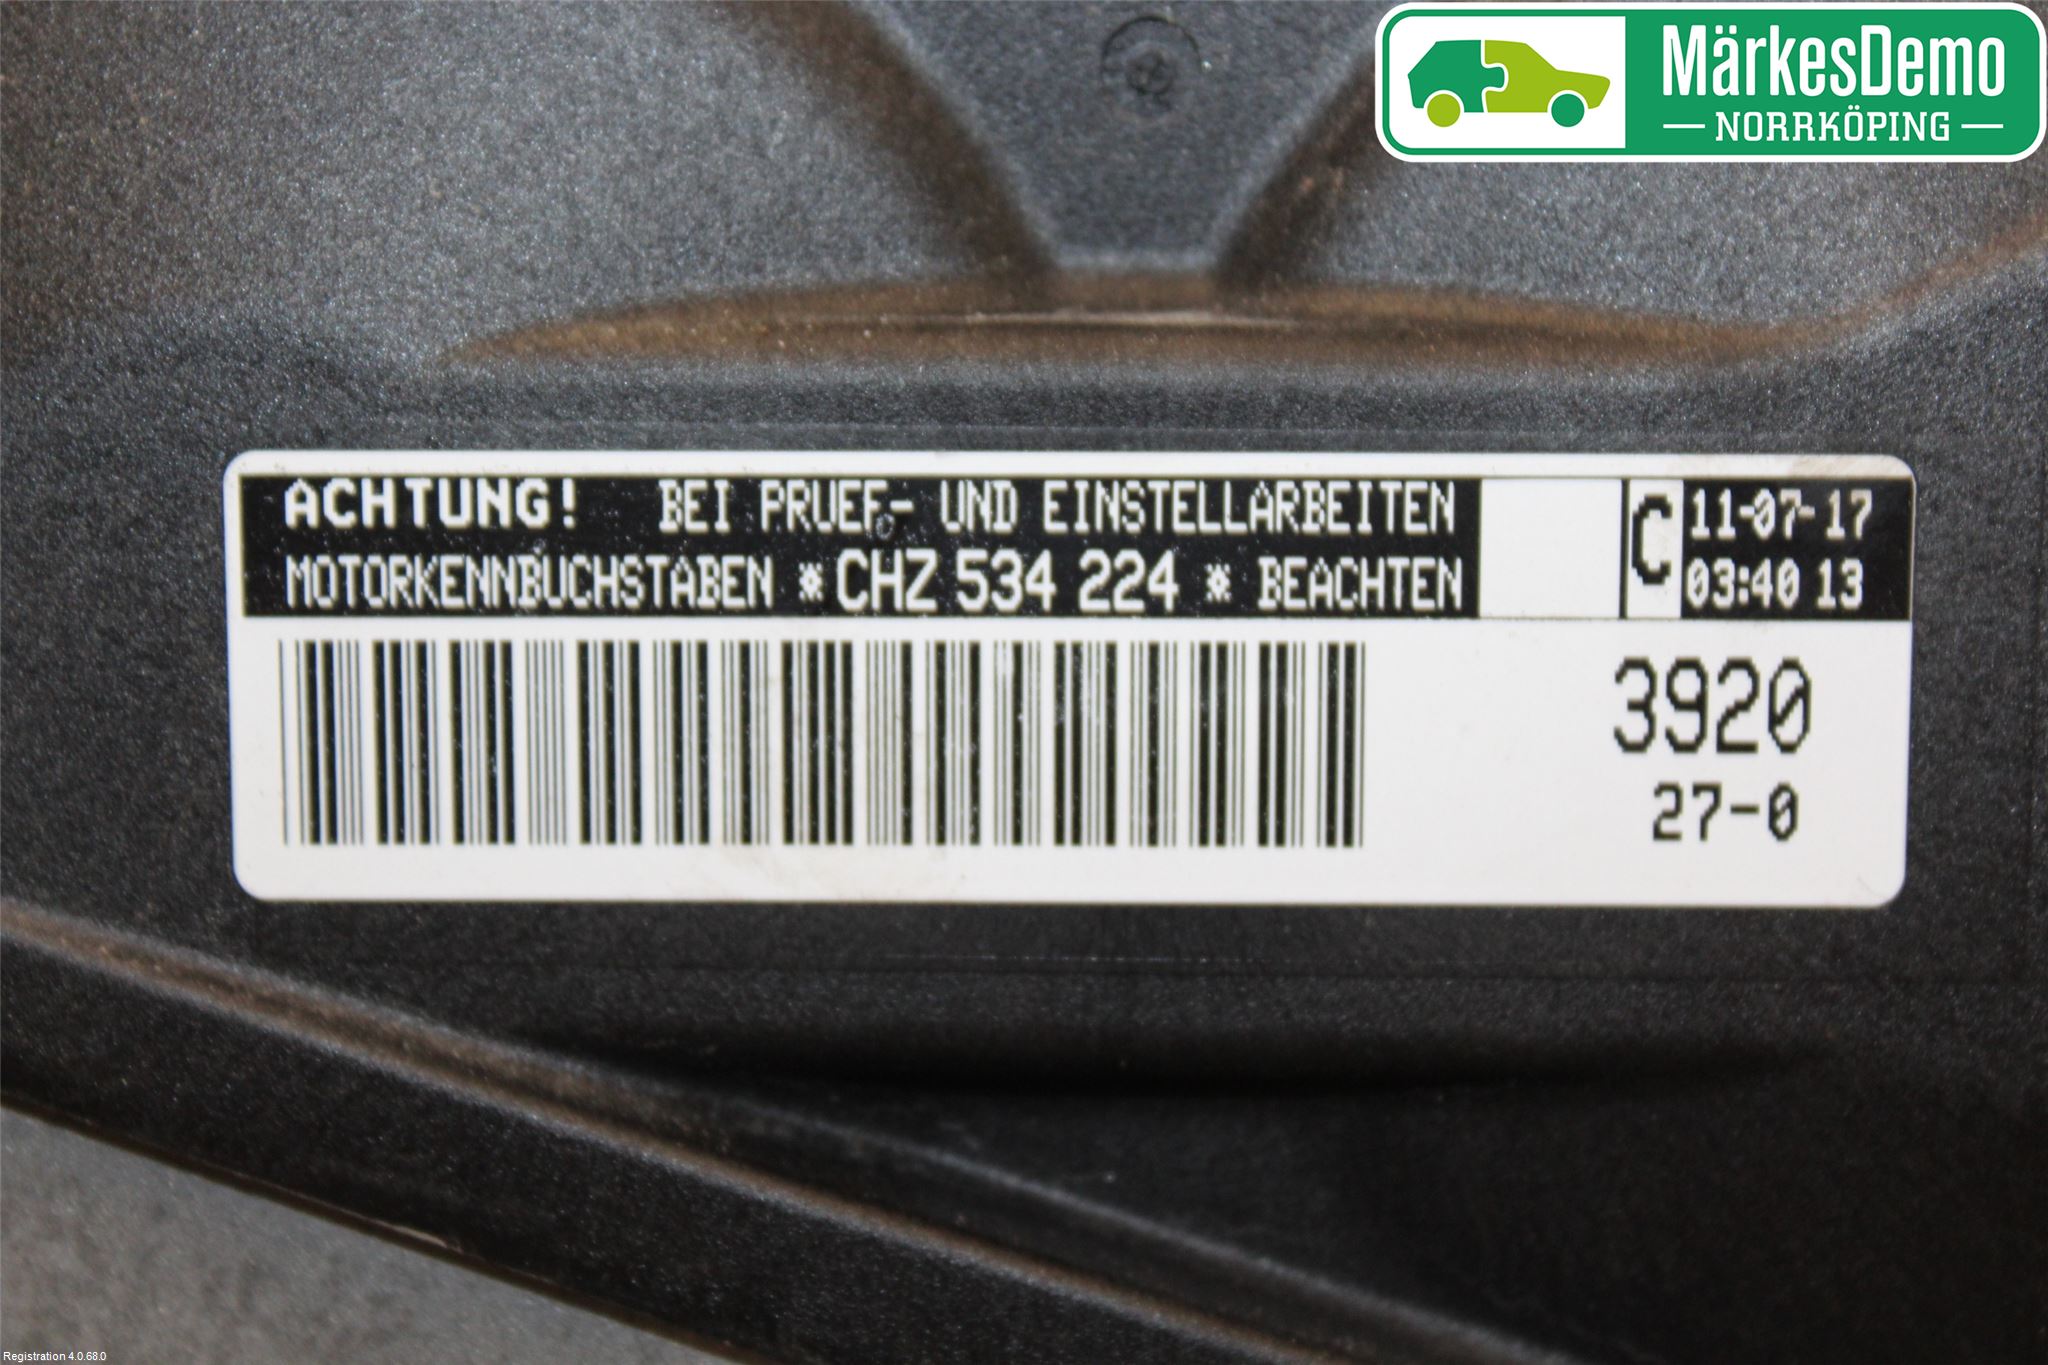 MärkesDemo
NORRKÖPING
ACHTUNG! BEI PRUEF- UND EINSTELLARBEITEN
MOTORKENNBUCHSTABEN *CHZ 534 224 * BEACHTEN
C
11-07-17
03:40 13
3920
27-0
Registration 4.0.68.0